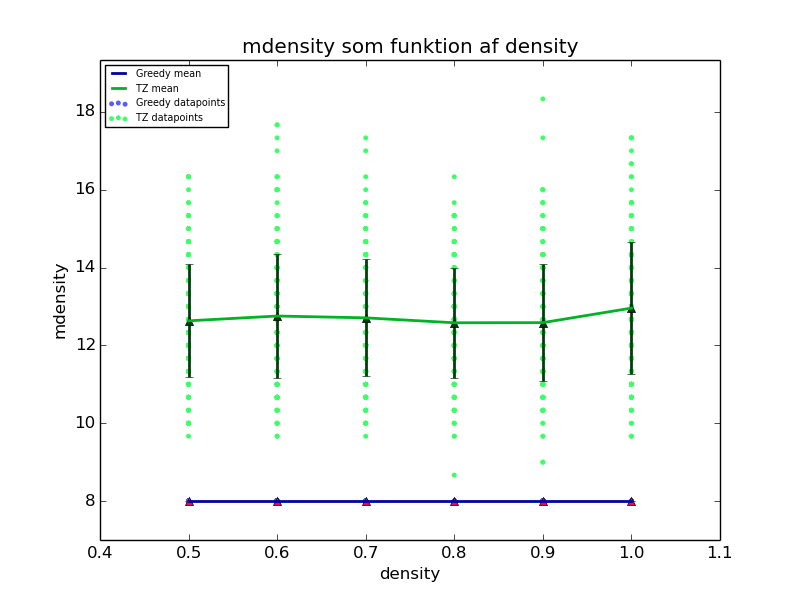 mdensity som funktion af density
Greedy mean
TZ mean
Greedy datapoints
TZ datapoints
mdensity
18
16
14
12
10
8
0.4 0.5 0.6 0.7 0.8 0.9 1.0 1.1
density